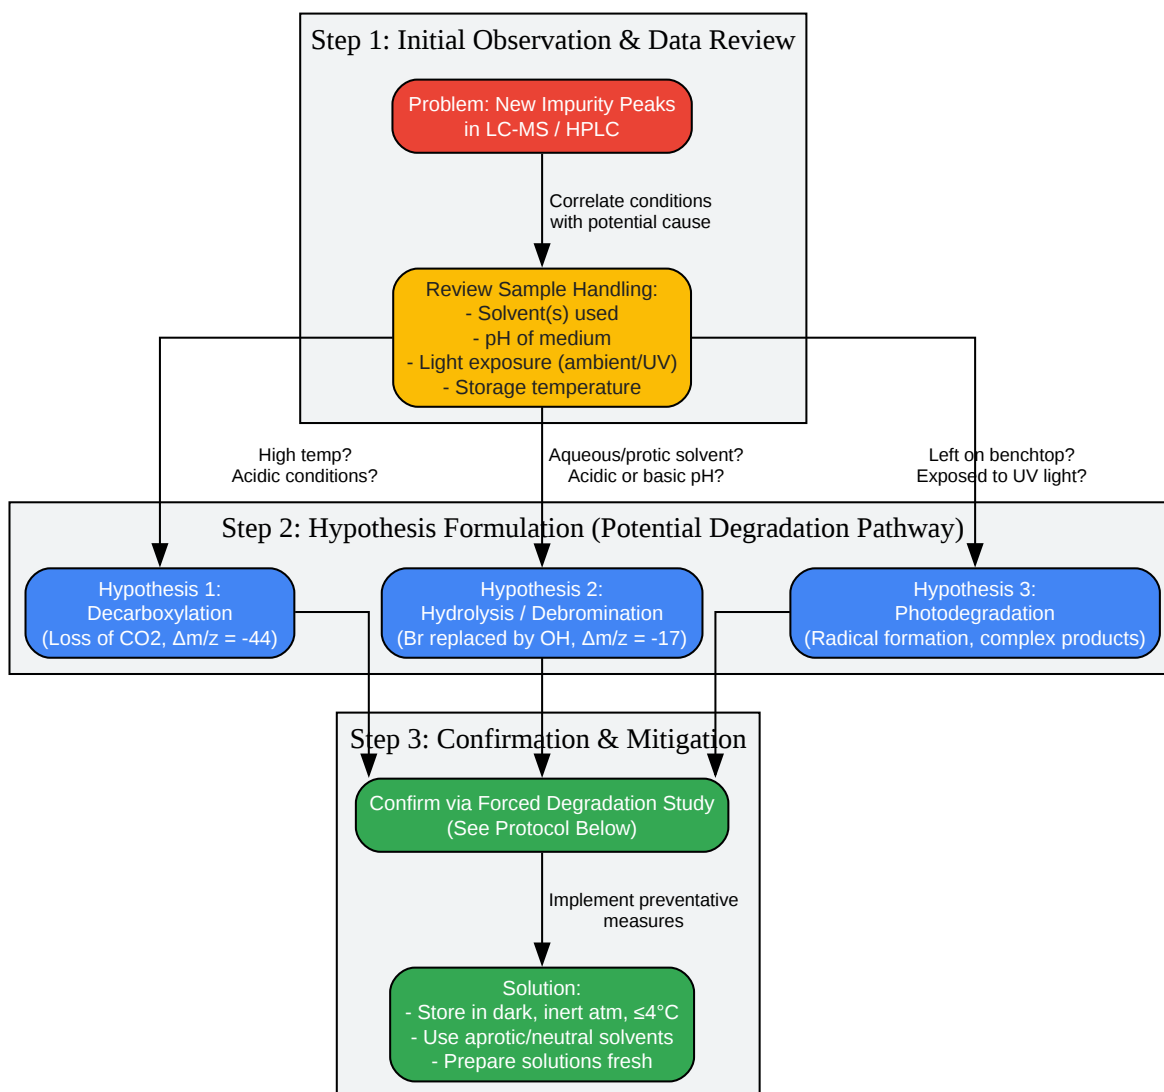 Step 1: Initial Observation & Data Review
Problem: New Impurity Peaks
in LC-MS / HPLC
Correlate conditions
with potential cause
Review Sample Handling:
- Solvent(s) used
- pH of medium
- Light exposure (ambient/UV)
- Storage temperature
High temp?
Acidic conditions?
Aqueous/protic solvent?
Acidic or basic pH?
Left on benchtop?
Exposed to UV light?
Step 2: Hypothesis Formulation (Potential Degradation Pathway)
Hypothesis 1:
Decarboxylation
(Loss of CO2, Δm/z = -44)
Hypothesis 2:
Hydrolysis / Debromination
(Br replaced by OH, Δm/z = -17)
Hypothesis 3:
Photodegradation
(Radical formation, complex products)
Step 3: Confirmation & Mitigation
Confirm via Forced Degradation Study
(See Protocol Below)
Implement preventative
measures
Solution:
- Store in dark, inert atm, ≤4°C
- Use aprotic/neutral solvents
- Prepare solutions fresh